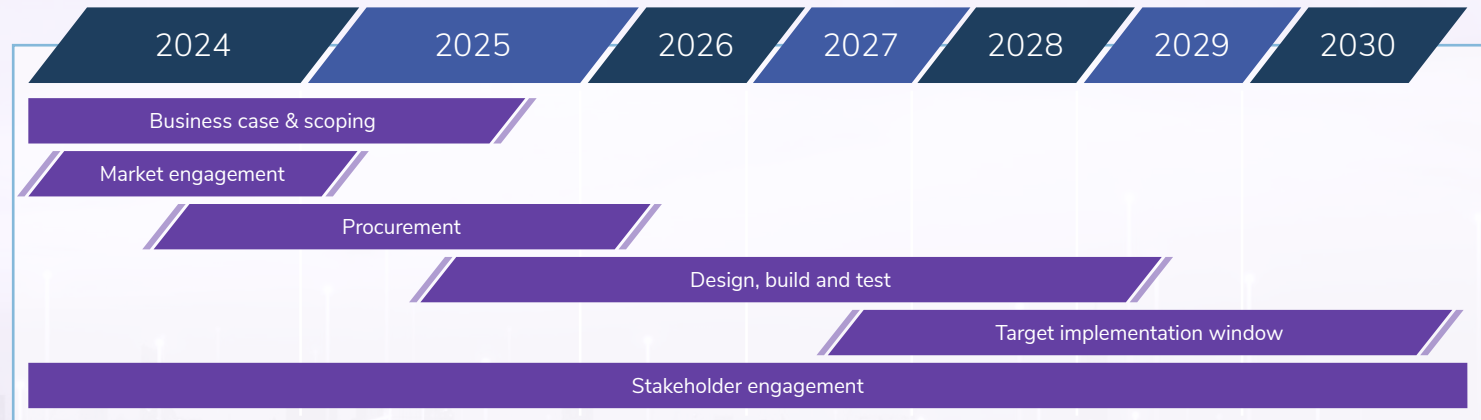 2024 2025 2026 2027 2028 2029 2030
Business case & scoping
Market engagement
Procurement
Design, build and test
Target implementation window
Stakeholder engagement